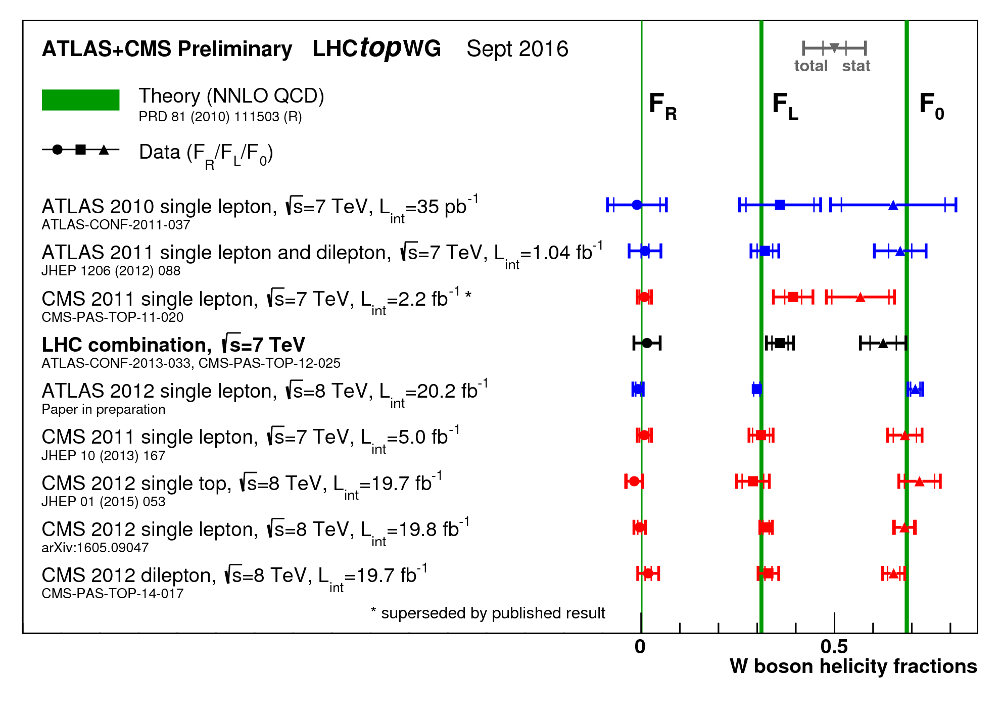 ATLAS+CMS Preliminary LHCtopWG Sept 2016
total stat
Theory (NNLO QCD)
PRD 81 (2010) 111503 (R)
F_R F_L F_0
Data (F_R/F_L/F_0)
ATLAS 2010 single lepton, √s=7 TeV, L_int=35 pb^-1
ATLAS-CONF-2011-037
ATLAS 2011 single lepton and dilepton, √s=7 TeV, L_int=1.04 fb^-1
JHEP 1206 (2012) 088
CMS 2011 single lepton, √s=7 TeV, L_int=2.2 fb^-1 *
CMS-PAS-TOP-11-020
LHC combination, √s=7 TeV
ATLAS-CONF-2013-033, CMS-PAS-TOP-12-025
ATLAS 2012 single lepton, √s=8 TeV, L_int=20.2 fb^-1
Paper in preparation
CMS 2011 single lepton, √s=7 TeV, L_int=5.0 fb^-1
JHEP 10 (2013) 167
CMS 2012 single top, √s=8 TeV, L_int=19.7 fb^-1
JHEP 01 (2015) 053
CMS 2012 single lepton, √s=8 TeV, L_int=19.8 fb^-1
arXiv:1605.09047
CMS 2012 dilepton, √s=8 TeV, L_int=19.7 fb^-1
CMS-PAS-TOP-14-017
* superseded by published result
0 0.5
W boson helicity fractions